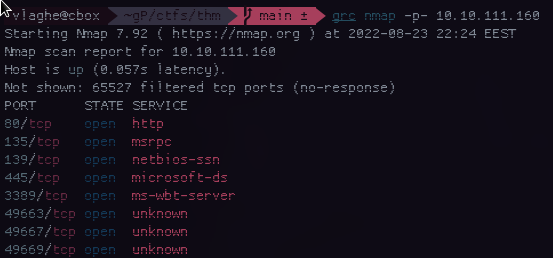 vlaghe@cbox ~gP/ctfs/thm main ± grc nmap -p- 10.10.111.160
Starting Nmap 7.92 ( https://nmap.org ) at 2022-08-23 22:24 EEST
Nmap scan report for 10.10.111.160
Host is up (0.057s latency).
Not shown: 65527 filtered tcp ports (no-response)
PORT STATE SERVICE
80/tcp open http
135/tcp open msrpc
139/tcp open netbios-ssn
445/tcp open microsoft-ds
3389/tcp open ms-wbt-server
49663/tcp open unknown
49667/tcp open unknown
49669/tcp open unknown